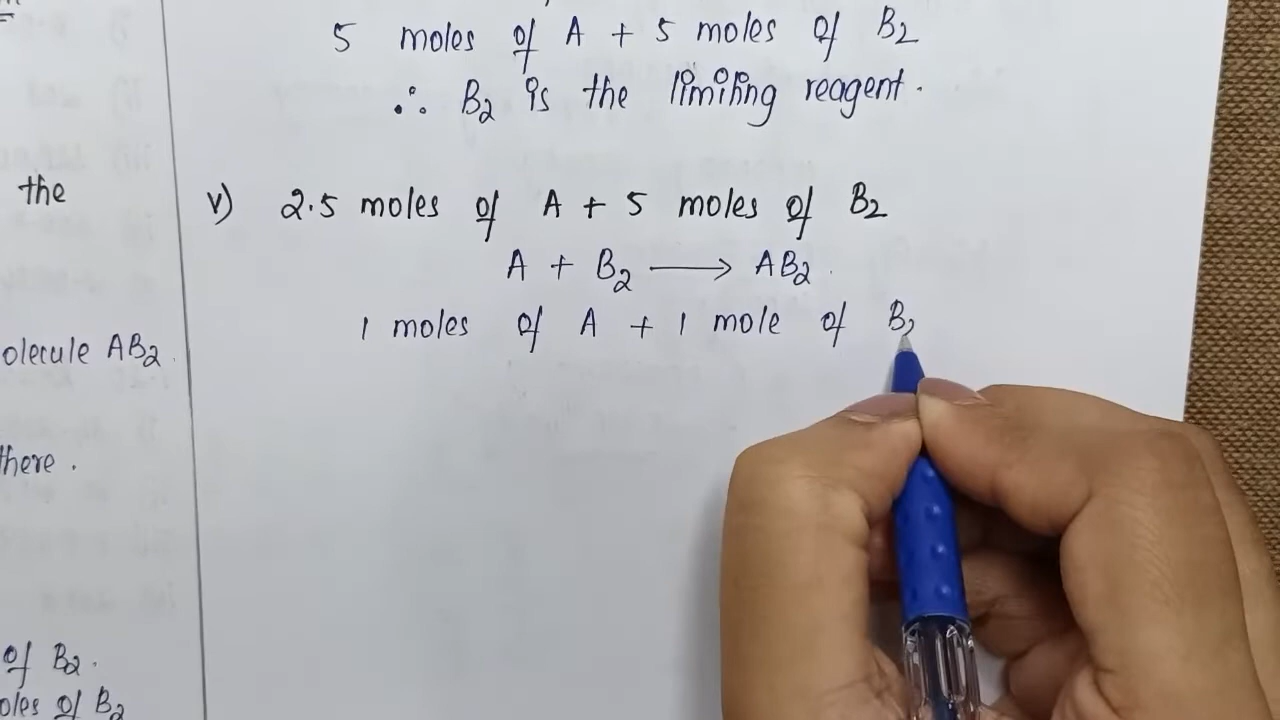 the
olecule AB2.
there.
of B2.
oles of B2
5 moles of A + 5 moles of B2
∴ B2 is the limiting reagent.
v) 2.5 moles of A + 5 moles of B2
A + B2 ⟶ AB2.
1 moles of A + 1 mole of B2